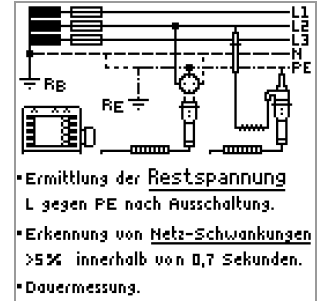 L1
L2
L3
N
PE
RB
RE
▪Ermittlung der Restspannung
L gegen PE nach Ausschaltung.
▪Erkennung von Netz-Schwankungen
>5% innerhalb von 0,7 Sekunden.
▪Dauermessung.